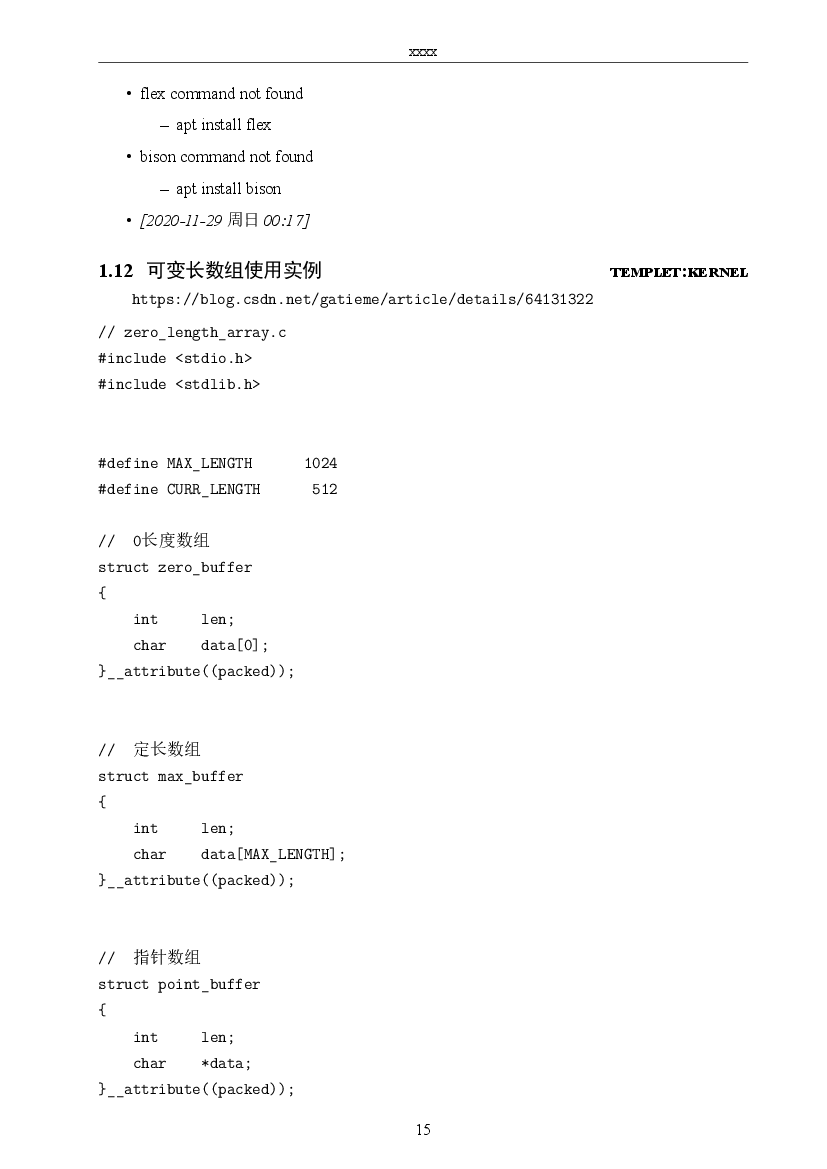 xxxx
• flex command not found
– apt install flex
• bison command not found
– apt install bison
• [2020-11-29 周日 00:17]
1.12 可变长数组使用实例 TEMPLET:KERNEL
https://blog.csdn.net/gatieme/article/details/64131322
// zero_length_array.c
#include <stdio.h>
#include <stdlib.h>
#define MAX_LENGTH      1024
#define CURR_LENGTH      512
//  0长度数组
struct zero_buffer
{
    int     len;
    char    data[0];
}__attribute((packed));
//  定长数组
struct max_buffer
{
    int     len;
    char    data[MAX_LENGTH];
}__attribute((packed));
//  指针数组
struct point_buffer
{
    int     len;
    char    *data;
}__attribute((packed));
15